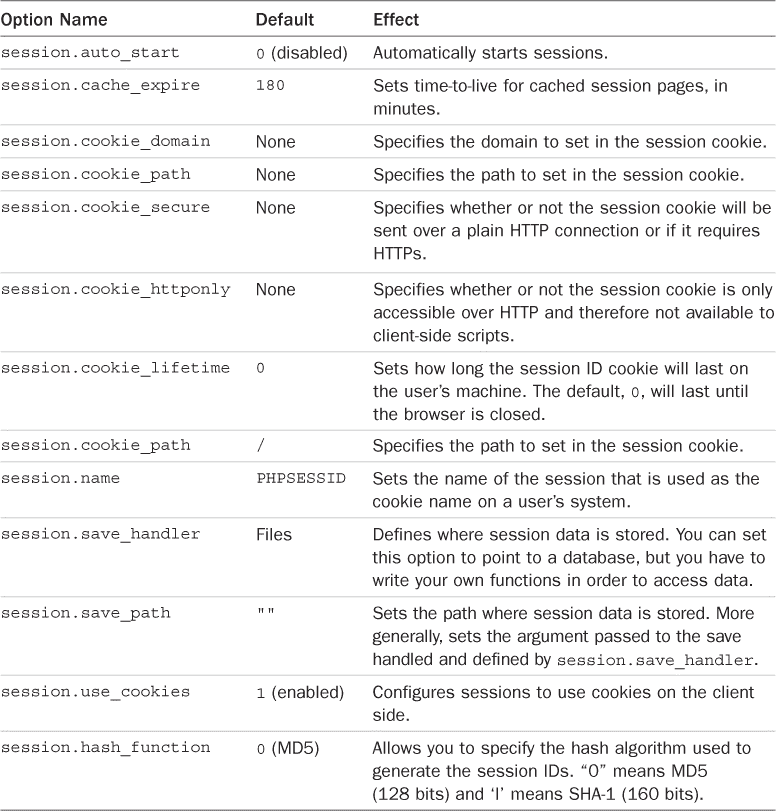 Option Name Default Effect
session.auto_start 0 (disabled) Automatically starts sessions.
session.cache_expire 180 Sets time-to-live for cached session pages, in
minutes.
session.cookie_domain None Specifies the domain to set in the session cookie.
session.cookie_path None Specifies the path to set in the session cookie.
session.cookie_secure None Specifies whether or not the session cookie will be
sent over a plain HTTP connection or if it requires
HTTPs.
session.cookie_httponly None Specifies whether or not the session cookie is only
accessible over HTTP and therefore not available to
client-side scripts.
session.cookie_lifetime 0 Sets how long the session ID cookie will last on
the user’s machine. The default, 0, will last until
the browser is closed.
session.cookie_path / Specifies the path to set in the session cookie.
session.name PHPSESSID Sets the name of the session that is used as the
cookie name on a user’s system.
session.save_handler Files Defines where session data is stored. You can set
this option to point to a database, but you have to
write your own functions in order to access data.
session.save_path "" Sets the path where session data is stored. More
generally, sets the argument passed to the save
handled and defined by session.save_handler.
session.use_cookies 1 (enabled) Configures sessions to use cookies on the client
side.
session.hash_function 0 (MD5) Allows you to specify the hash algorithm used to
generate the session IDs. “0” means MD5
(128 bits) and ‘I’ means SHA-1 (160 bits).